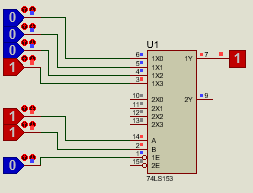 0
0
0
1
1
1
0
U1
6 1X0 1Y 7 1
5 1X1
4 1X2
3 1X3
10 2X0 2Y 9
11 2X1
12 2X2
13 2X3
14 A
2 B
1 1E
15 2E
74LS153